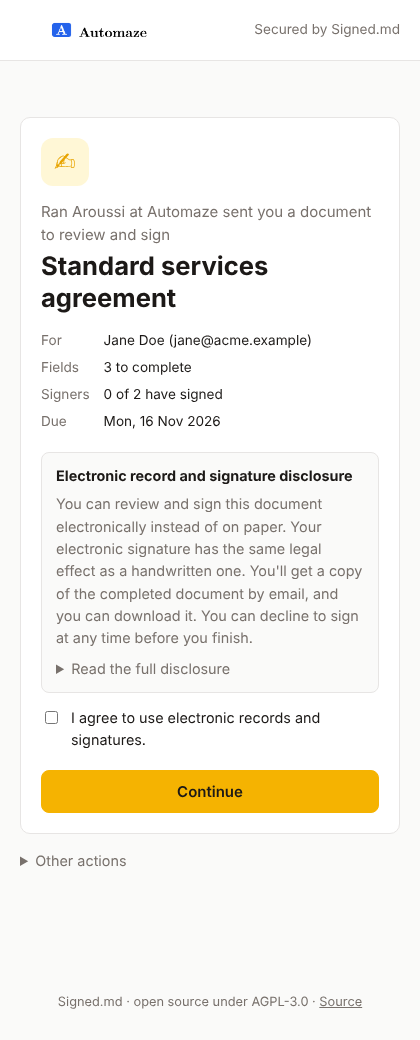 A Automaze
Secured by Signed.md
Ran Aroussi at Automaze sent you a document
to review and sign
Standard services
agreement
For Jane Doe (jane@acme.example)
Fields 3 to complete
Signers 0 of 2 have signed
Due Mon, 16 Nov 2026
Electronic record and signature disclosure
You can review and sign this document
electronically instead of on paper. Your
electronic signature has the same legal
effect as a handwritten one. You'll get a copy
of the completed document by email, and
you can download it. You can decline to sign
at any time before you finish.
Read the full disclosure
I agree to use electronic records and
signatures.
Continue
Other actions
Signed.md · open source under AGPL-3.0 · Source